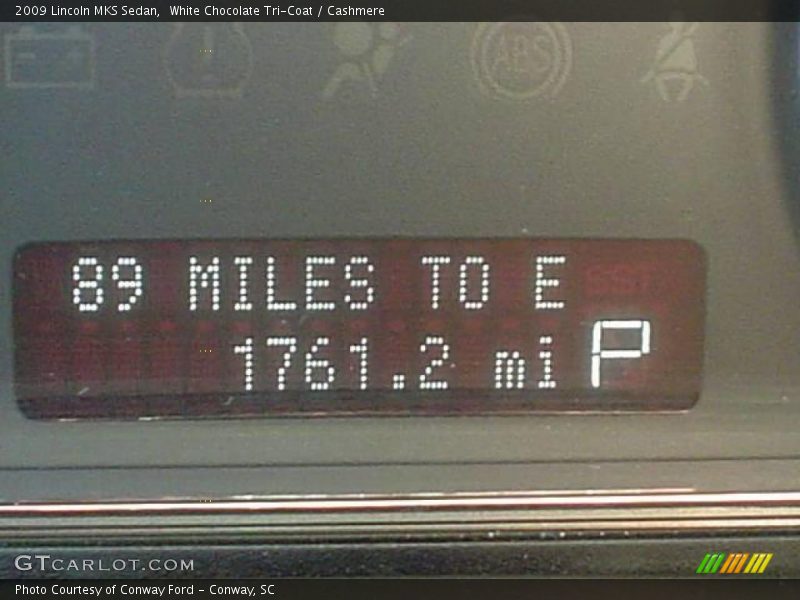 2009 Lincoln MKS Sedan, White Chocolate Tri-Coat / Cashmere
ABS
89 MILES TO E
1761.2 mi P
GTCARLOT.COM
Photo Courtesy of Conway Ford - Conway, SC